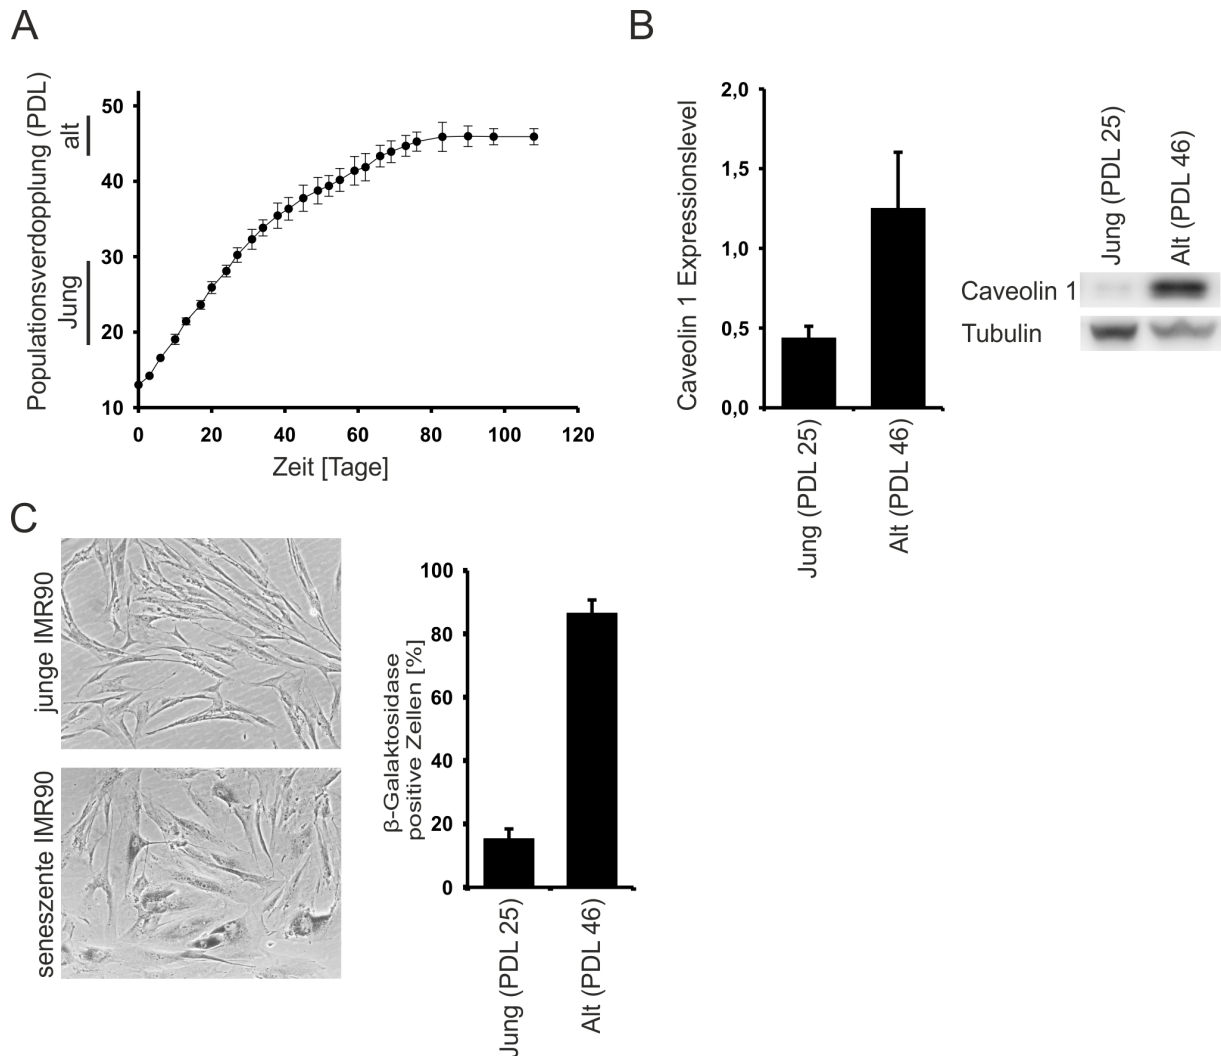 A
Populationsverdopplung (PDL)
alt
Jung
50
40
30
20
10
0
20
40
60
80
100
120
Zeit [Tage]
B
Caveolin 1 Expressionslevel
2,0
1,5
1,0
0,5
0,0
Jung (PDL 25)
Alt (PDL 46)
Jung (PDL 25)
Alt (PDL 46)
Caveolin 1
Tubulin
C
junge IMR90
seneszente IMR90
β-Galaktosidase
positive Zellen [%]
100
80
60
40
20
0
Jung (PDL 25)
Alt (PDL 46)